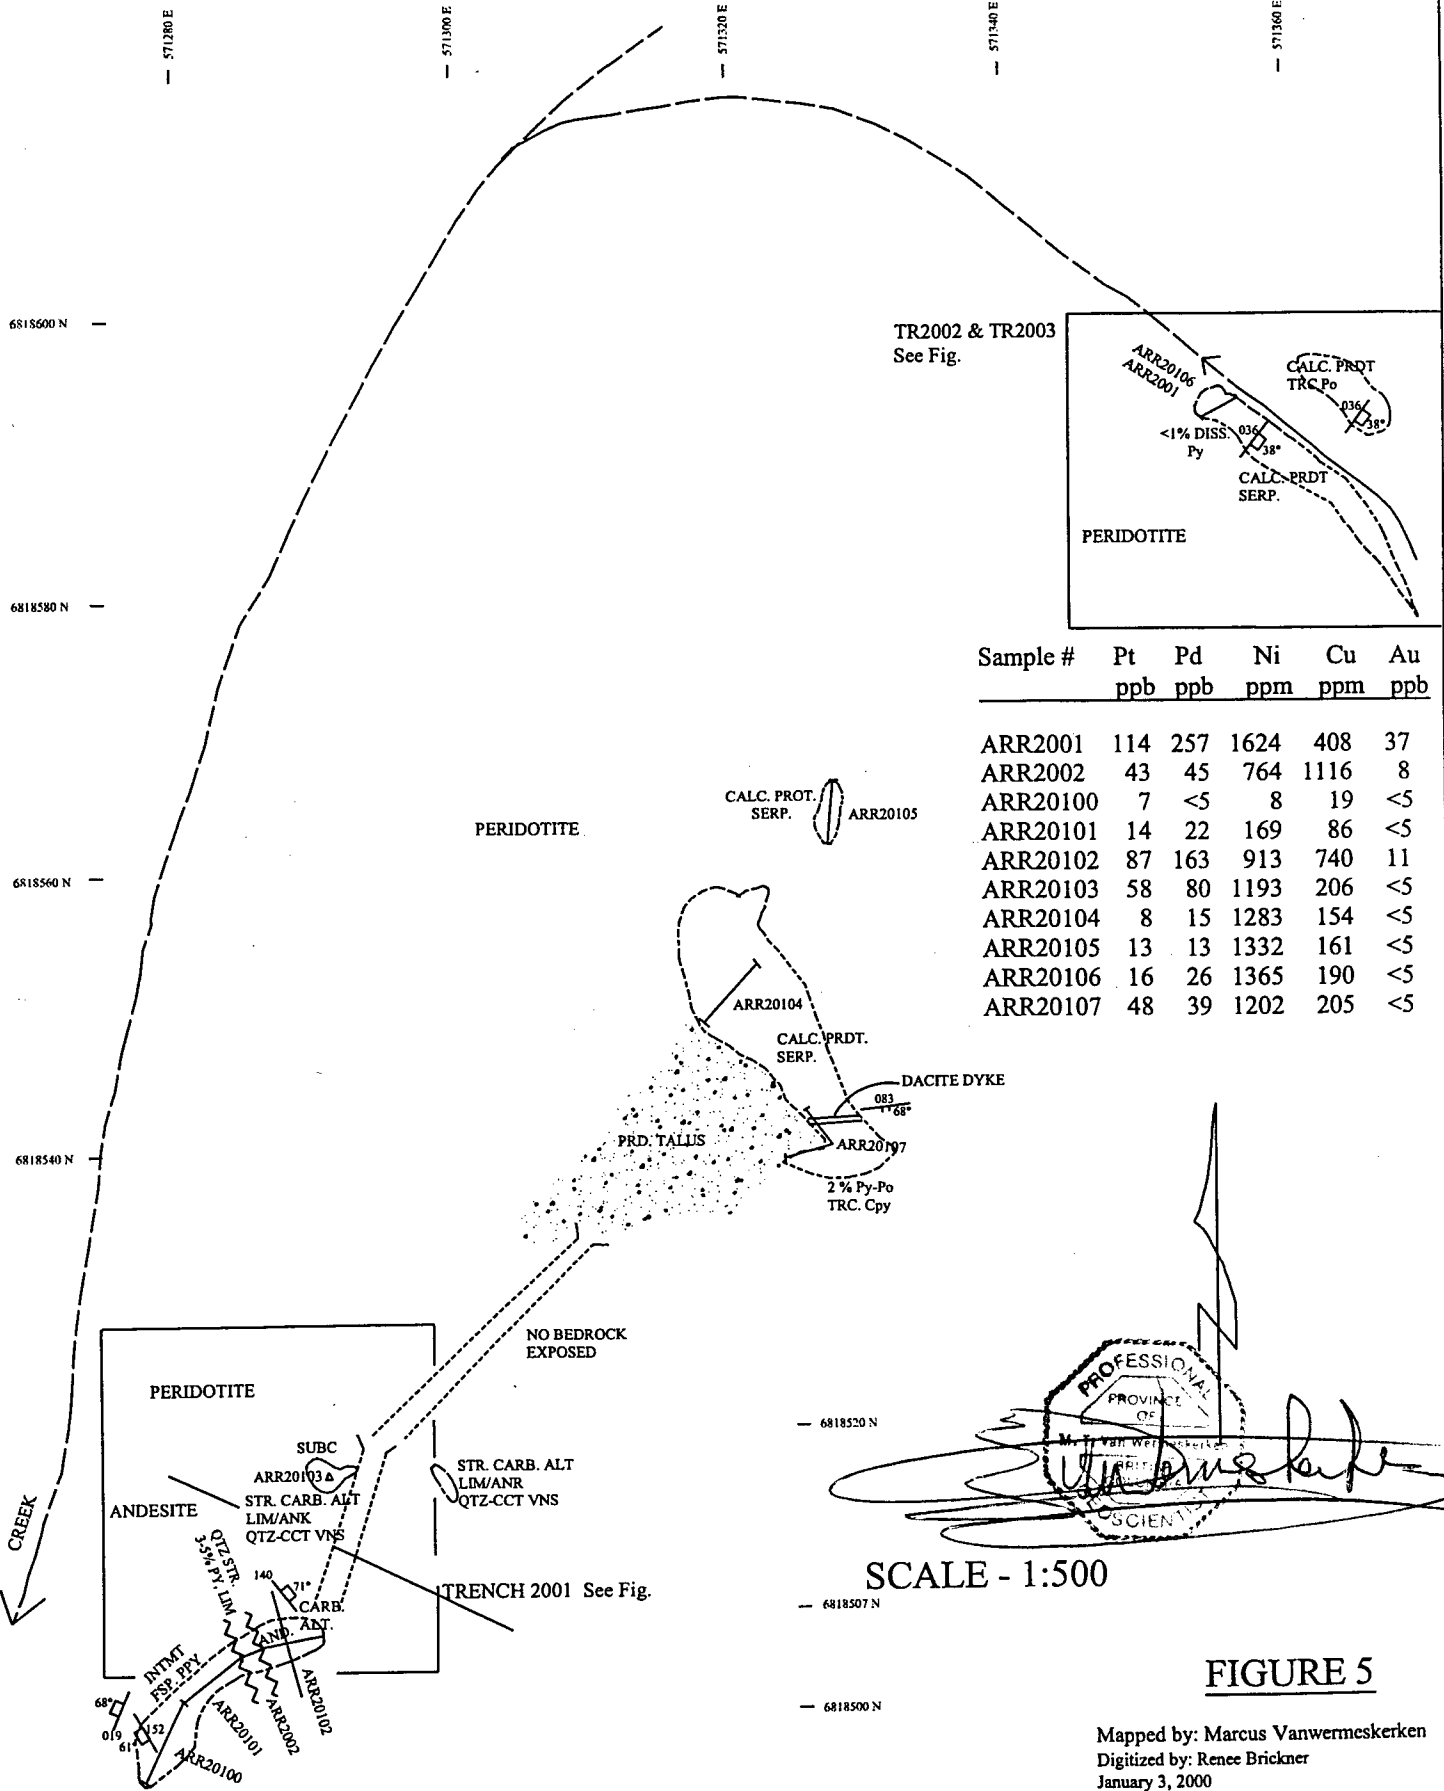 571280 E
571300 E
571320 E
571340 E
571360 E
6818600 N
TR2002 & TR2003
See Fig.
ARR20106
ARR2001
CALC. PRDT
TRC Po
036
38°
<1% DISS.
Py
036
38°
CALC. PRDT
SERP.
PERIDOTITE
6818580 N
Sample # Pt Pd Ni Cu Au
ppb ppb ppm ppm ppb
ARR2001 114 257 1624 408 37
ARR2002 43 45 764 1116 8
ARR20100 7 <5 8 19 <5
ARR20101 14 22 169 86 <5
ARR20102 87 163 913 740 11
ARR20103 58 80 1193 206 <5
ARR20104 8 15 1283 154 <5
ARR20105 13 13 1332 161 <5
ARR20106 16 26 1365 190 <5
ARR20107 48 39 1202 205 <5
CALC. PROT.
SERP.
ARR20105
PERIDOTITE
6818560 N
ARR20104
CALC. PRDT.
SERP.
DACITE DYKE
083
68°
PRD. TALUS
ARR20107
6818540 N
2 % Py-Po
TRC. Cpy
NO BEDROCK
EXPOSED
PERIDOTITE
PROFESSIONAL
PROVINCE
OF
M. T. Van Wermeskerken
SCIENTIST
6818520 N
SUBC
ARR20103
STR. CARB. ALT
LIM/ANK
QTZ-CCT VNS
STR. CARB. ALT
LIM/ANR
QTZ-CCT VNS
ANDESITE
CREEK
QTZ STR.
3-5% PY, LIM
140
71°
CARB.
ALT.
AND.
TRENCH 2001 See Fig.
SCALE - 1:500
6818507 N
INTMT
FSP. PPY
68°
019
152
61
ARR20100
ARR20101
ARR2002
ARR20102
6818500 N
FIGURE 5
Mapped by: Marcus Vanwermeskerken
Digitized by: Renee Brickner
January 3, 2000